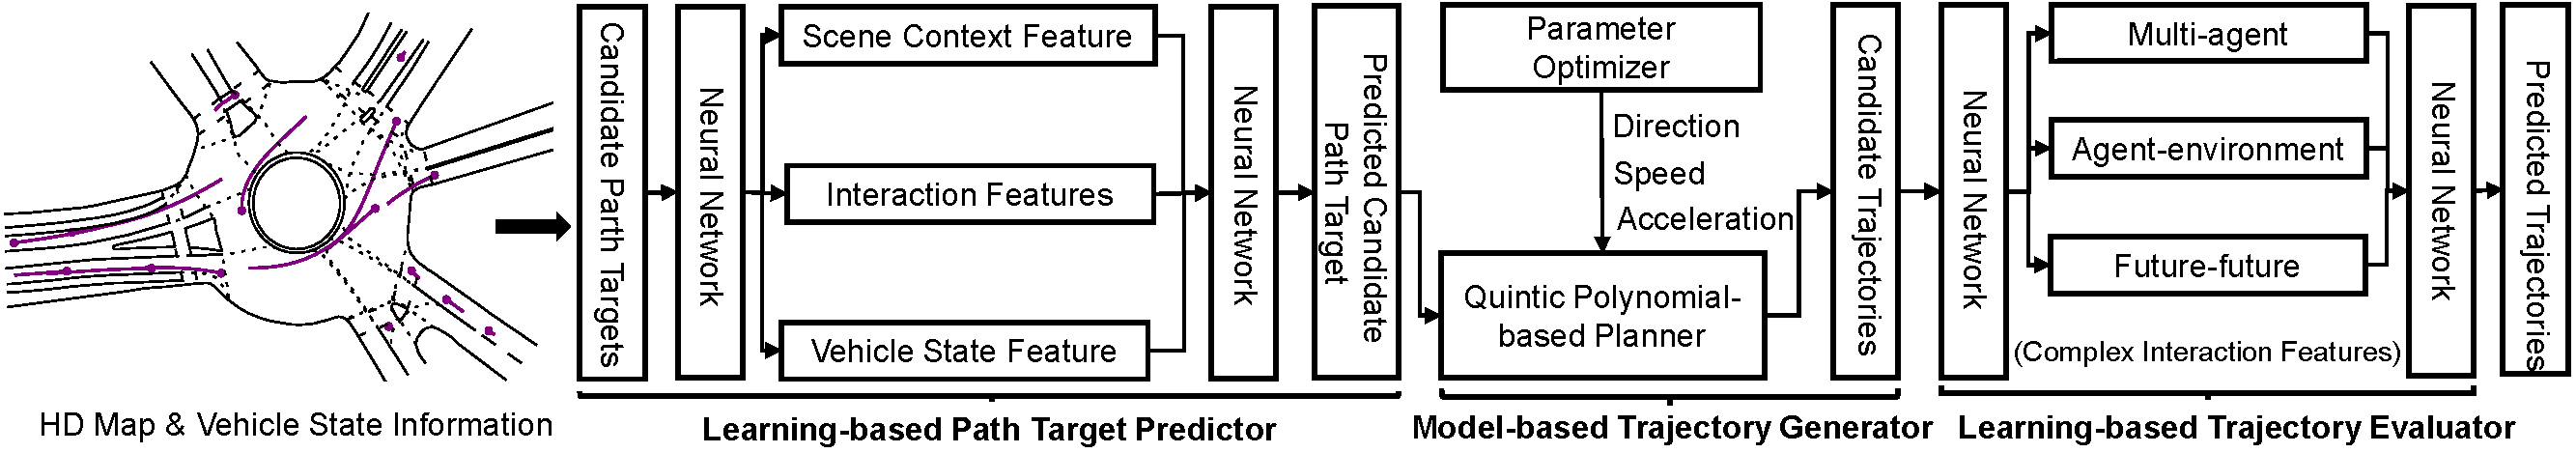 HD Map & Vehicle State Information
Candidate Parth Targets
Neural Network
Scene Context Feature
Interaction Features
Vehicle State Feature
Neural Network
Predicted Candidate
Path Target
Learning-based Path Target Predictor
Parameter
Optimizer
Direction
Speed
Acceleration
Quintic Polynomial-
based Planner
Candidate Trajectories
Model-based Trajectory Generator
Neural Network
Multi-agent
Agent-environment
Future-future
(Complex Interaction Features)
Neural Network
Learning-based Trajectory Evaluator
Predicted Trajectories